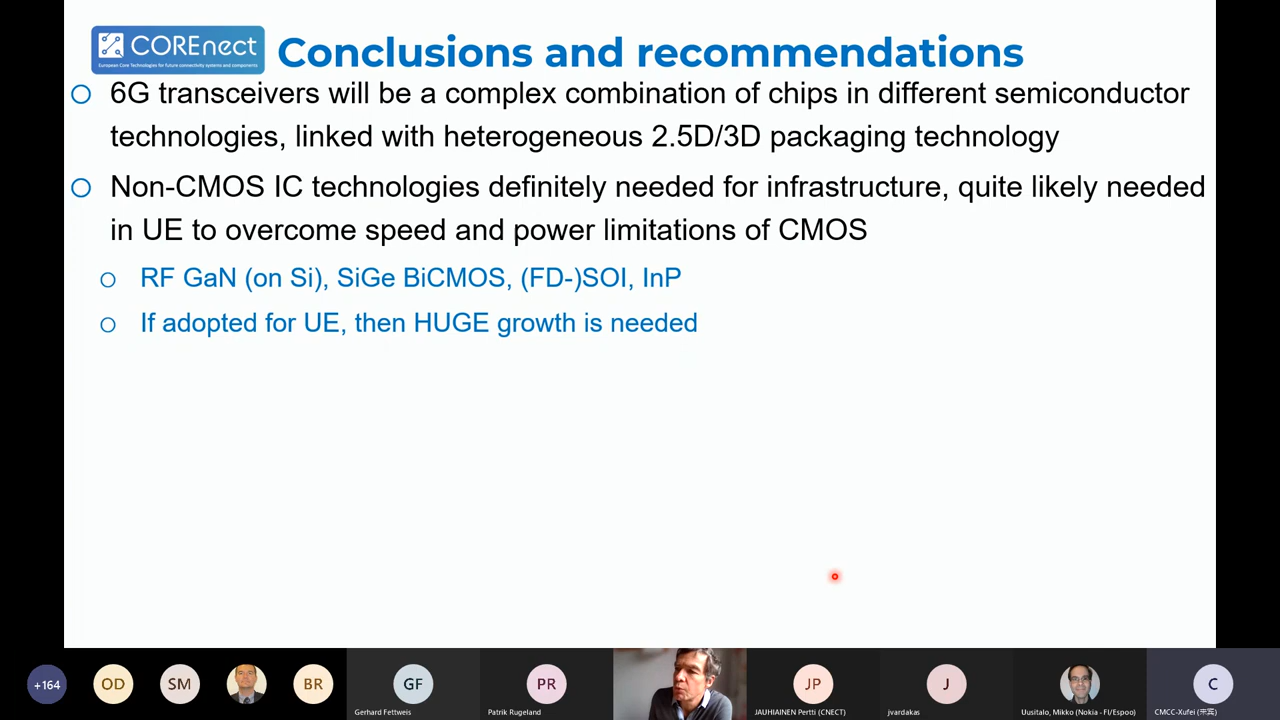 COREnect
European Core Technologies for future connectivity systems and components
Conclusions and recommendations
6G transceivers will be a complex combination of chips in different semiconductor
technologies, linked with heterogeneous 2.5D/3D packaging technology
Non-CMOS IC technologies definitely needed for infrastructure, quite likely needed
in UE to overcome speed and power limitations of CMOS
RF GaN (on Si), SiGe BiCMOS, (FD-)SOI, InP
If adopted for UE, then HUGE growth is needed
+164
OD
SM
BR
GF
Gerhard Fettweis
PR
Patrik Rugeland
JP
JAUHIAINEN Pertti (CNECT)
J
jvardakas
Uusitalo, Mikko (Nokia - FI/Espoo)
C
CMCC-Xufei